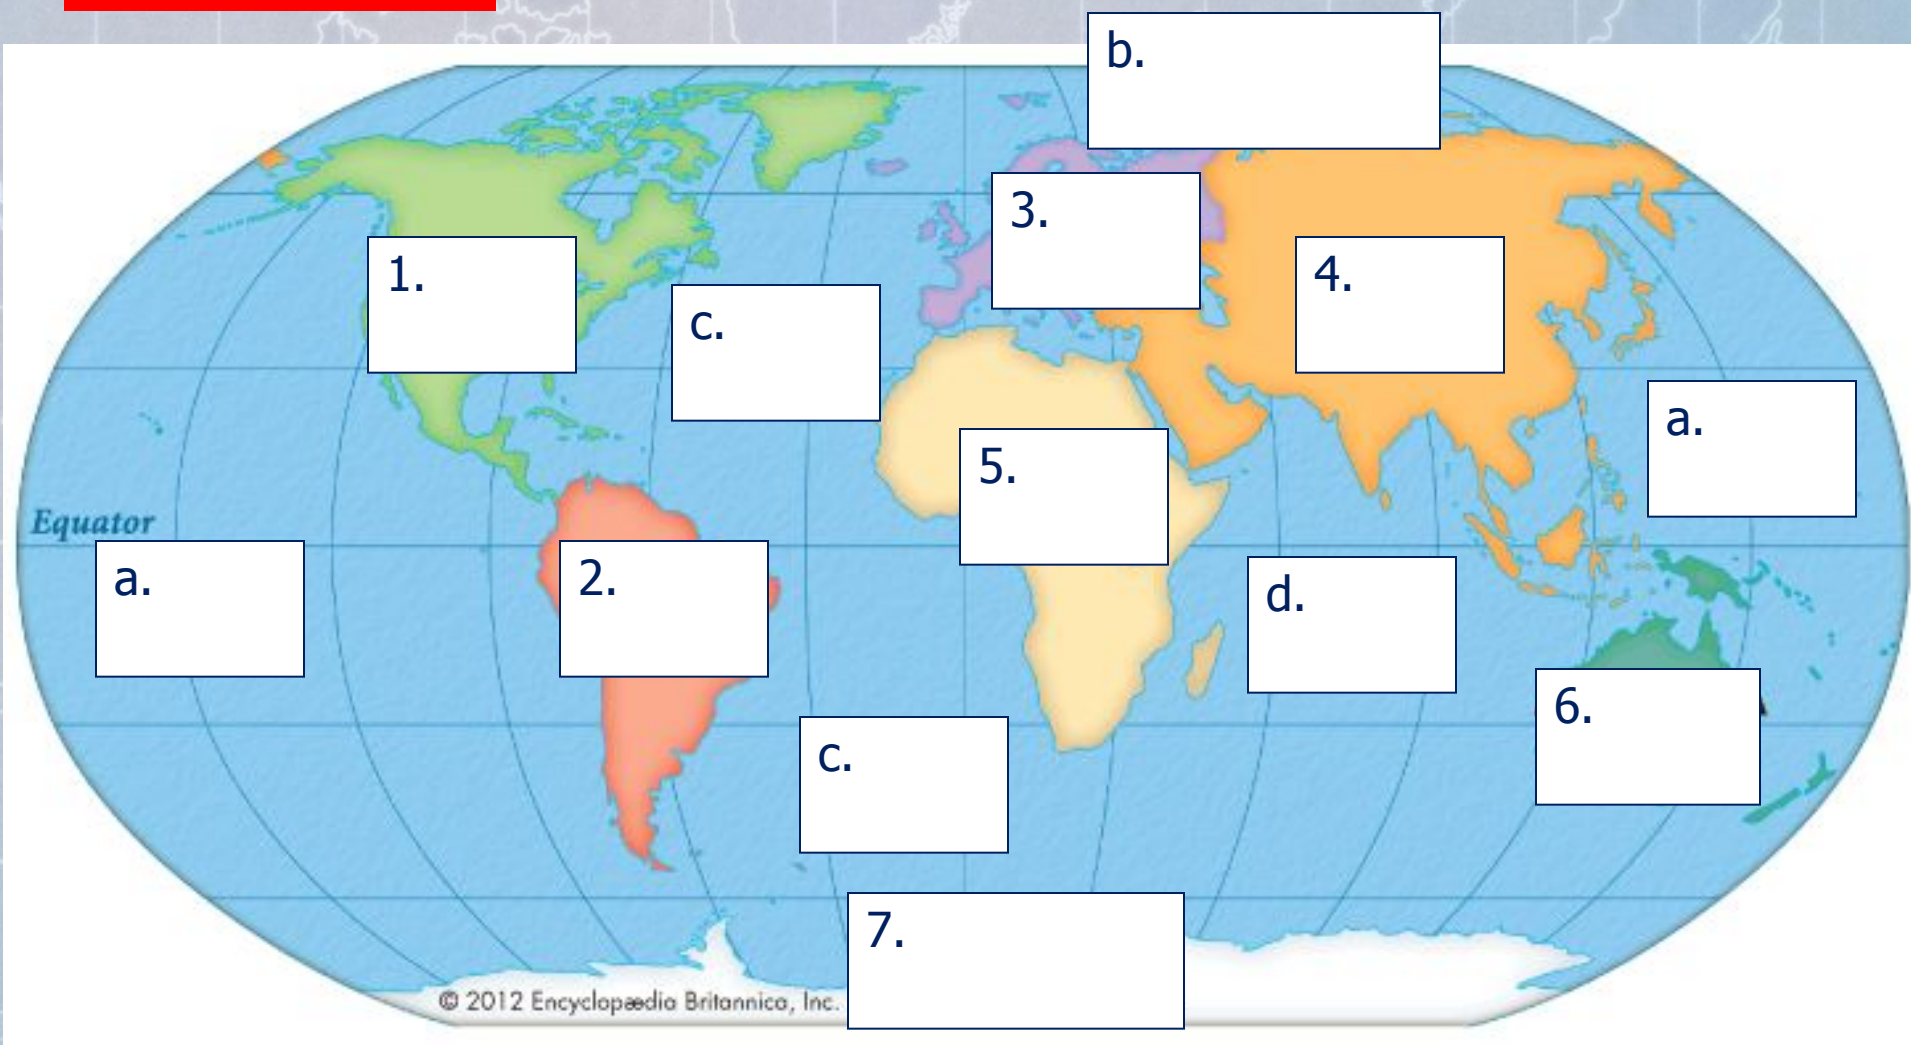 b.
3.
1.
4.
c.
a.
5.
Equator
a.
2.
d.
6.
c.
7.
© 2012 Encyclopædia Britannica, Inc.